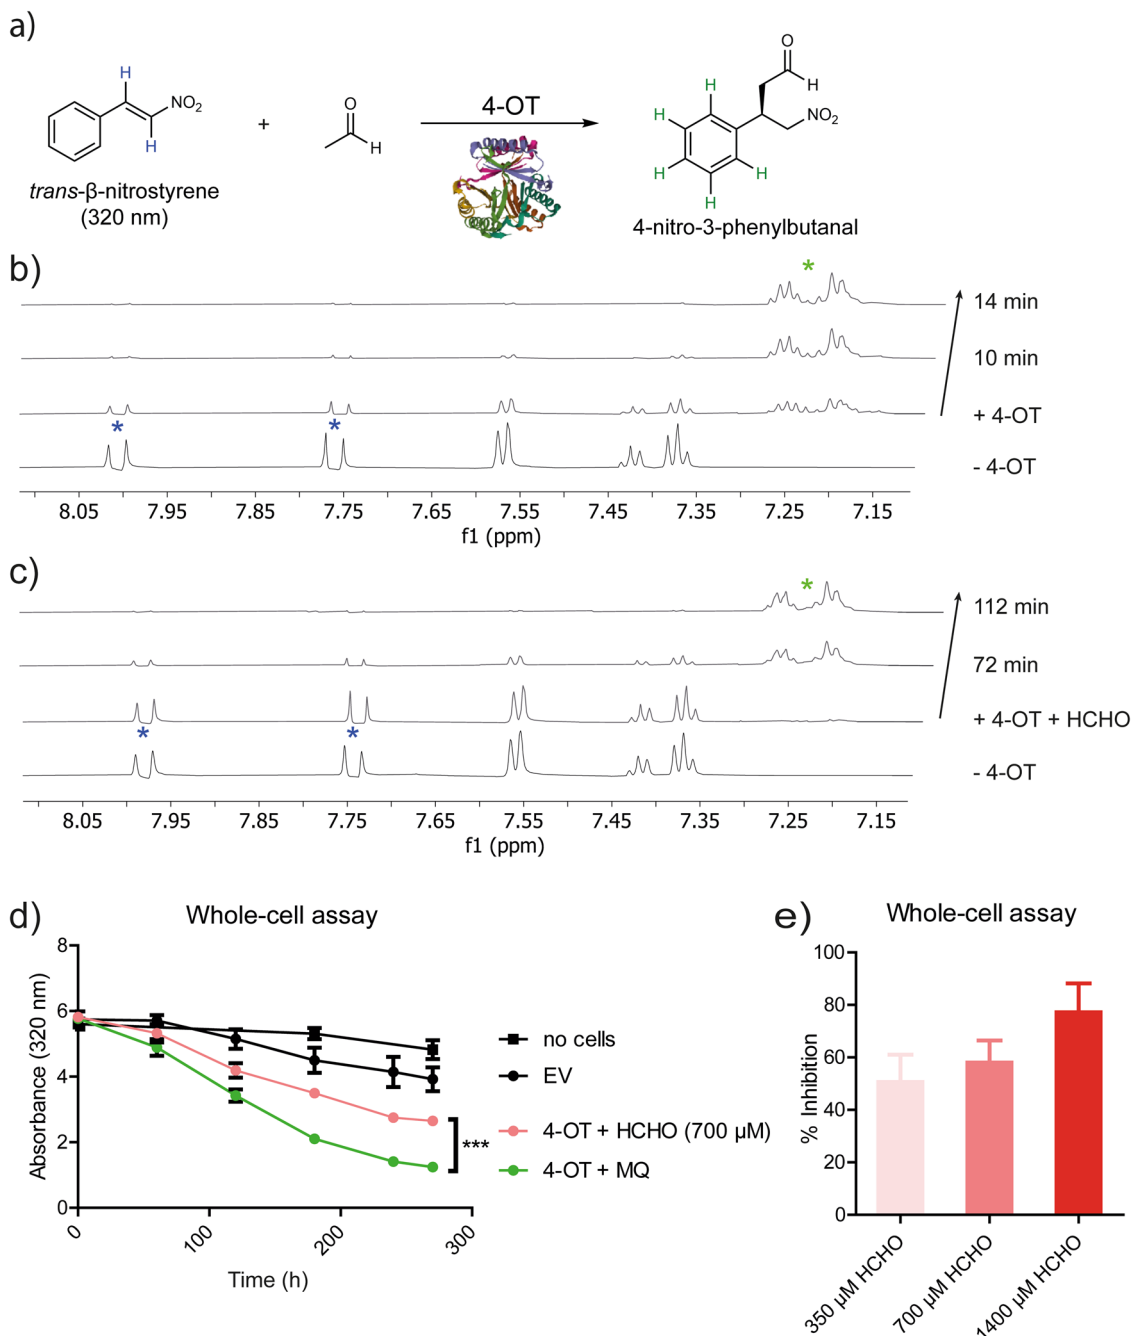 a)
H
NO2
H
trans-β-nitrostyrene
(320 nm)
+
O
H
4-OT
O
H
NO2
H
H
H
H
H
4-nitro-3-phenylbutanal
b)
*
14 min
10 min
+ 4-OT
* *
- 4-OT
8.05 7.95 7.85 7.75 7.65 7.55 7.45 7.35 7.25 7.15
f1 (ppm)
c)
*
112 min
72 min
+ 4-OT + HCHO
* *
- 4-OT
8.05 7.95 7.85 7.75 7.65 7.55 7.45 7.35 7.25 7.15
f1 (ppm)
d)
Whole-cell assay
Absorbance (320 nm)
8
6
4
2
0
0 100 200 300
Time (h)
no cells
EV
4-OT + HCHO (700 µM)
4-OT + MQ
***
e)
Whole-cell assay
% Inhibition
100
80
60
40
20
0
350 µM HCHO
700 µM HCHO
1400 µM HCHO